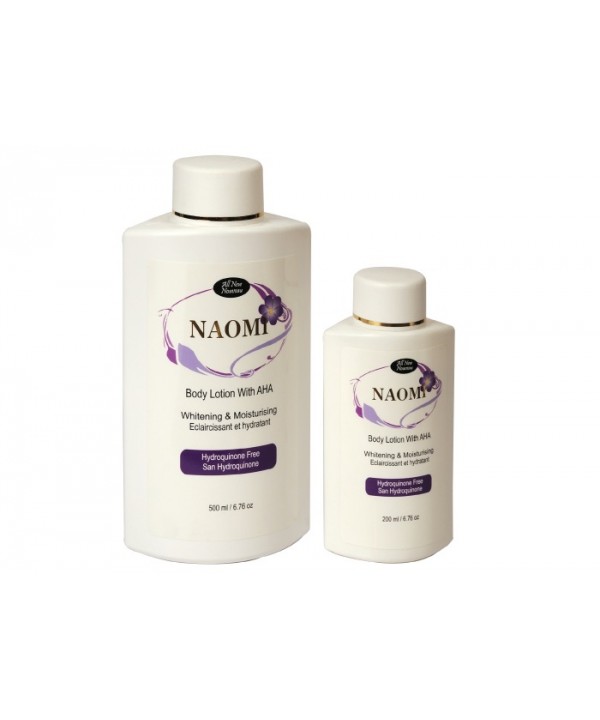 All New
NAOMI
Body Lotion With AHA
Whitening & Moisturising
Eclaircissant et hydratant
Hydroquinone Free
San Hydroquinone
500 ml / 6.76 oz
All New
NAOMI
Body Lotion With AHA
Whitening & Moisturising
Eclaircissant et hydratant
Hydroquinone Free
San Hydroquinone
200 ml / 6.76 oz